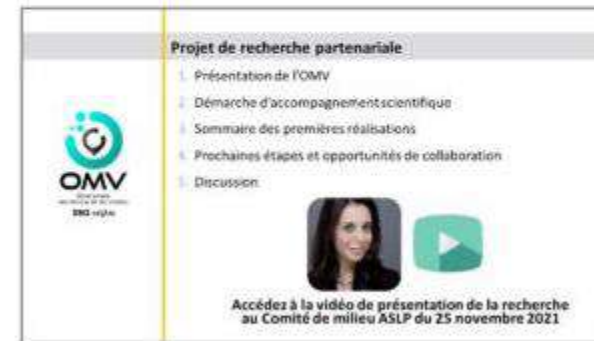 Projet de recherche partenariale
1. Présentation de l'OMV
2. Démarche d'accompagnement scientifique
3. Sommaire des premières réalisations
4. Prochaines étapes et opportunités de collaboration
5. Discussion
OMV
Accédez à la vidéo de présentation de la recherche
au Comité de milieu ASLP du 25 novembre 2021